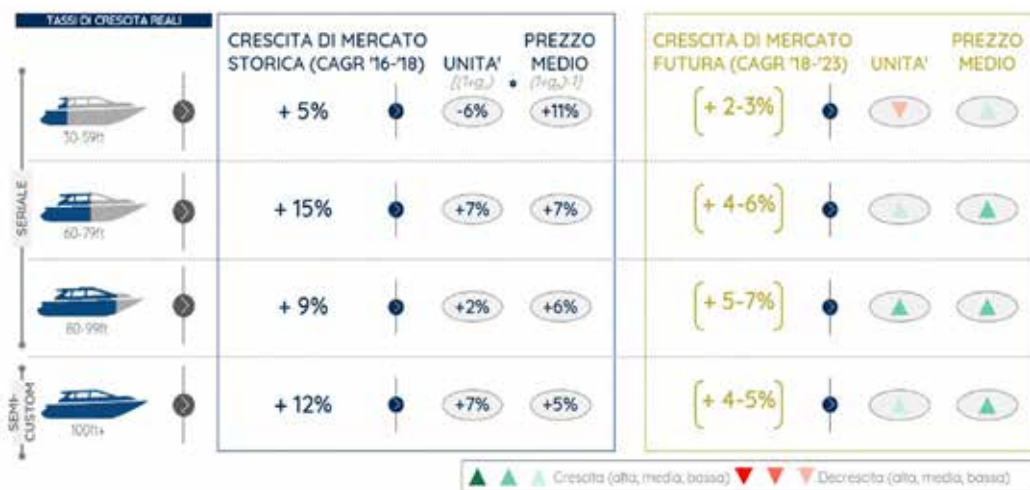 TASSI DI CRESCITA REALI
CRESCITA DI MERCATO
STORICA (CAGR '16-'18)
UNITA'
PREZZO
MEDIO
CRESCITA DI MERCATO
FUTURA (CAGR '18-'23)
UNITA'
PREZZO
MEDIO
SERIALE
30-59ft
+ 5%
-6%
+11%
+ 2-3%
60-79ft
+ 15%
+7%
+7%
+ 4-6%
80-99ft
+ 9%
+2%
+6%
+ 5-7%
SEMI-
CUSTOM
100ft+
+ 12%
+7%
+5%
+ 4-5%
Crescita (alta, media, bassa)
Decrescita (alta, media, bassa)